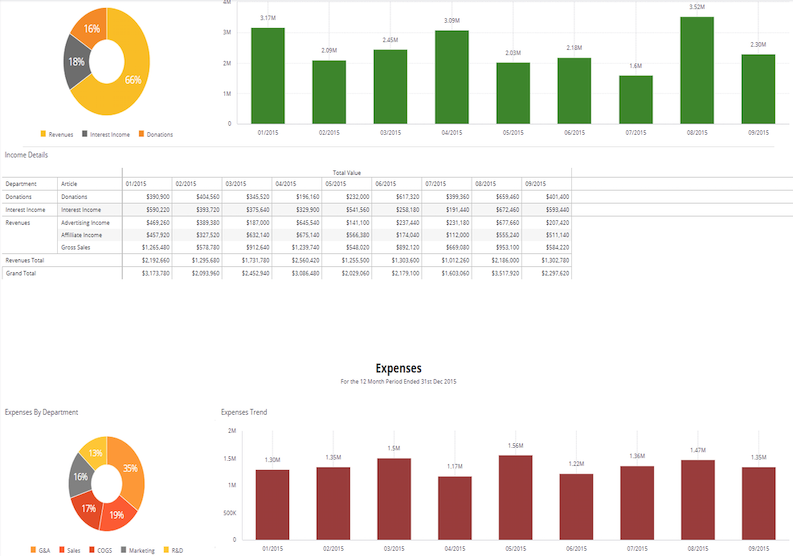 16%
18%
66%
Revenues Interest Income Donations
4M
3M
2M
1M
0
3.17M 2.09M 2.45M 3.09M 2.03M 2.18M 1.6M 3.52M 2.30M
01/2015 02/2015 03/2015 04/2015 05/2015 06/2015 07/2015 08/2015 09/2015
Income Details
Total Value
Department Article 01/2015 02/2015 03/2015 04/2015 05/2015 06/2015 07/2015 08/2015 09/2015
Donations Donations $390,900 $404,560 $345,520 $196,160 $232,000 $617,320 $399,360 $659,460 $401,400
Interest Income Interest Income $590,220 $393,720 $375,640 $329,900 $541,560 $258,180 $191,440 $672,460 $593,440
Revenues Advertising Income $469,260 $389,380 $187,000 $645,540 $141,100 $237,440 $231,180 $677,660 $207,420
Affilliate Income $457,920 $327,520 $632,140 $675,140 $566,380 $174,040 $112,000 $555,240 $511,140
Gross Sales $1,265,480 $578,780 $912,640 $1,239,740 $548,020 $892,120 $669,080 $953,100 $584,220
Revenues Total $2,192,660 $1,295,680 $1,731,780 $2,560,420 $1,255,500 $1,303,600 $1,012,260 $2,186,000 $1,302,780
Grand Total $3,173,780 $2,093,960 $2,452,940 $3,086,480 $2,029,060 $2,179,100 $1,603,060 $3,517,920 $2,297,620
Expenses
For the 12 Month Period Ended 31st Dec 2015
Expenses By Department
13%
35%
16%
17%
19%
G&A Sales COGS Marketing R&D
Expenses Trend
2M
1.5M
1M
500K
0
1.30M 1.35M 1.5M 1.17M 1.56M 1.22M 1.36M 1.47M 1.35M
01/2015 02/2015 03/2015 04/2015 05/2015 06/2015 07/2015 08/2015 09/2015